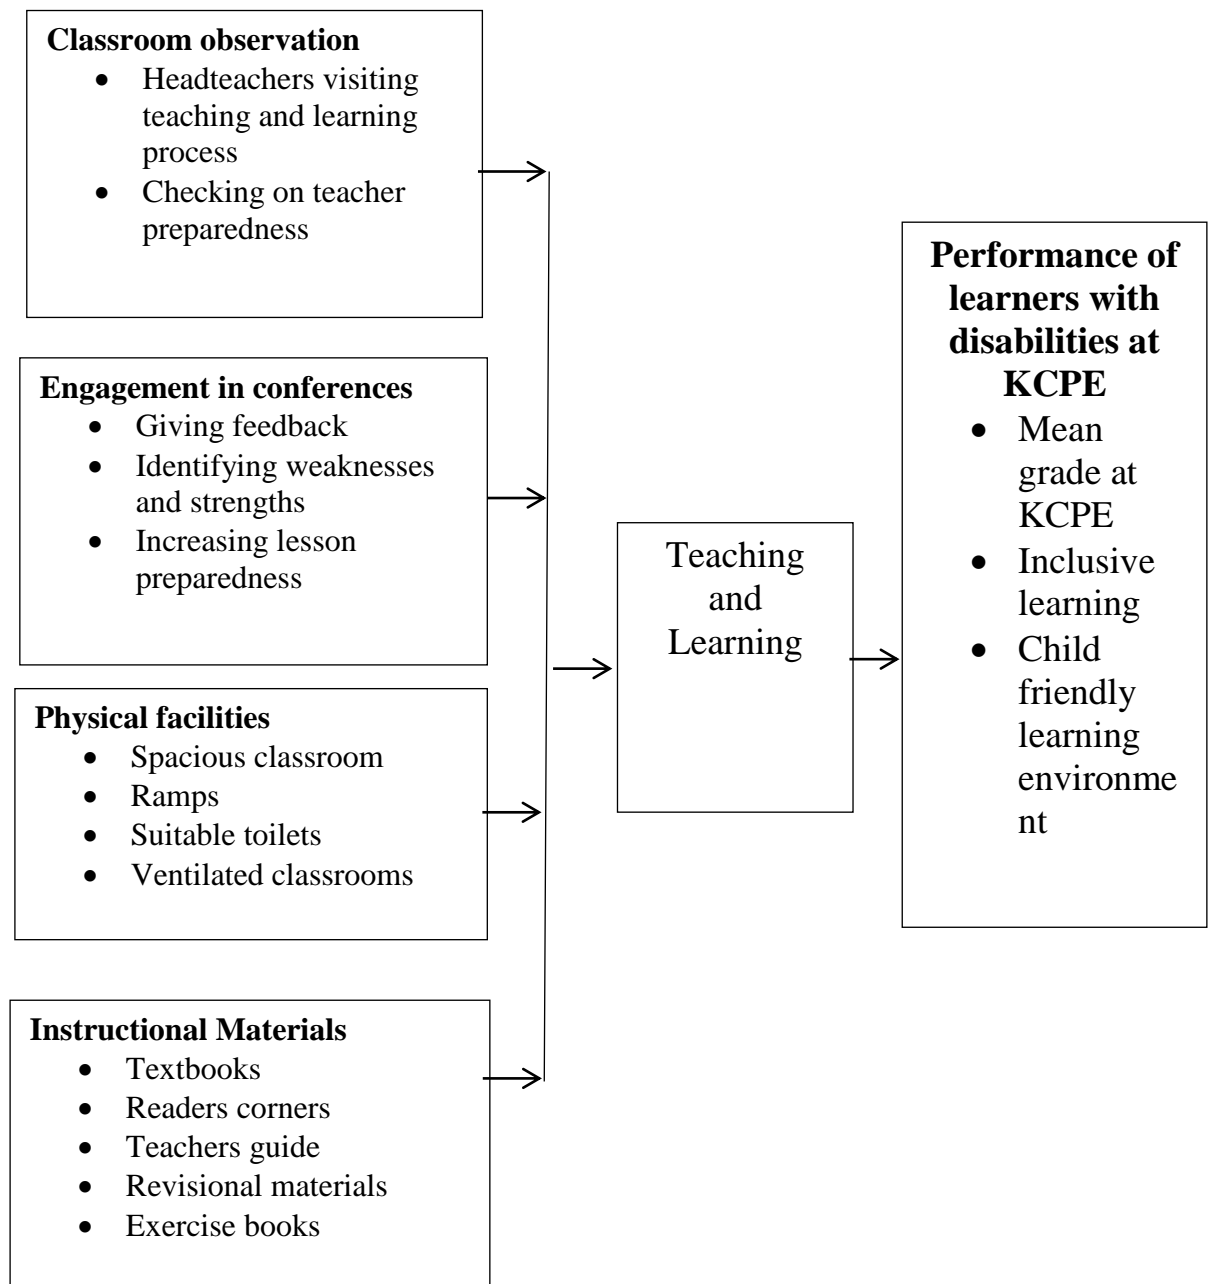 Classroom observation
• Headteachers visiting
teaching and learning
process
• Checking on teacher
preparedness
Engagement in conferences
• Giving feedback
• Identifying weaknesses
and strengths
• Increasing lesson
preparedness
Physical facilities
• Spacious classroom
• Ramps
• Suitable toilets
• Ventilated classrooms
Instructional Materials
• Textbooks
• Readers corners
• Teachers guide
• Revisional materials
• Exercise books
Teaching
and
Learning
Performance of
learners with
disabilities at
KCPE
• Mean
grade at
KCPE
• Inclusive
learning
• Child
friendly
learning
environme
nt